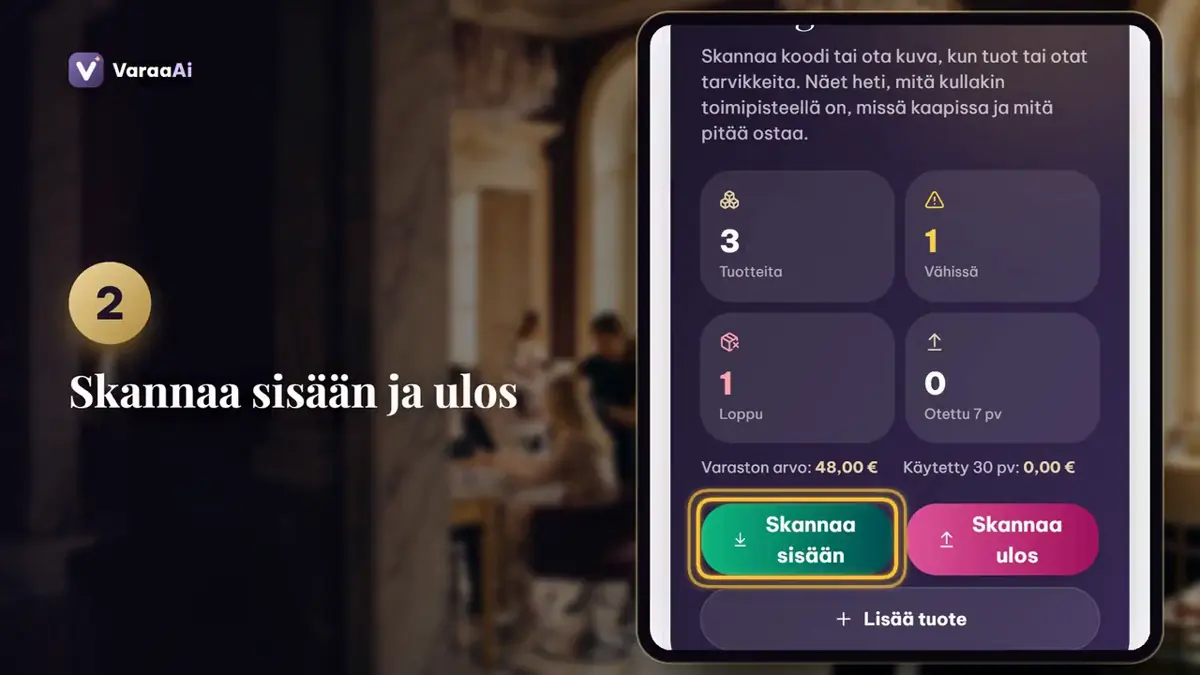 VaraaAi
2
Skannaa sisään ja ulos
Skannaa koodi tai ota kuva, kun tuot tai otat
tarvikkeita. Näet heti, mitä kullakin
toimipisteellä on, missä kaapissa ja mitä
pitää ostaa.
3
Tuotteita
1
Vähissä
1
Loppu
0
Otettu 7 pv
Varaston arvo: 48,00 €
Käytetty 30 pv: 0,00 €
Skannaa
sisään
Skannaa
ulos
+ Lisää tuote